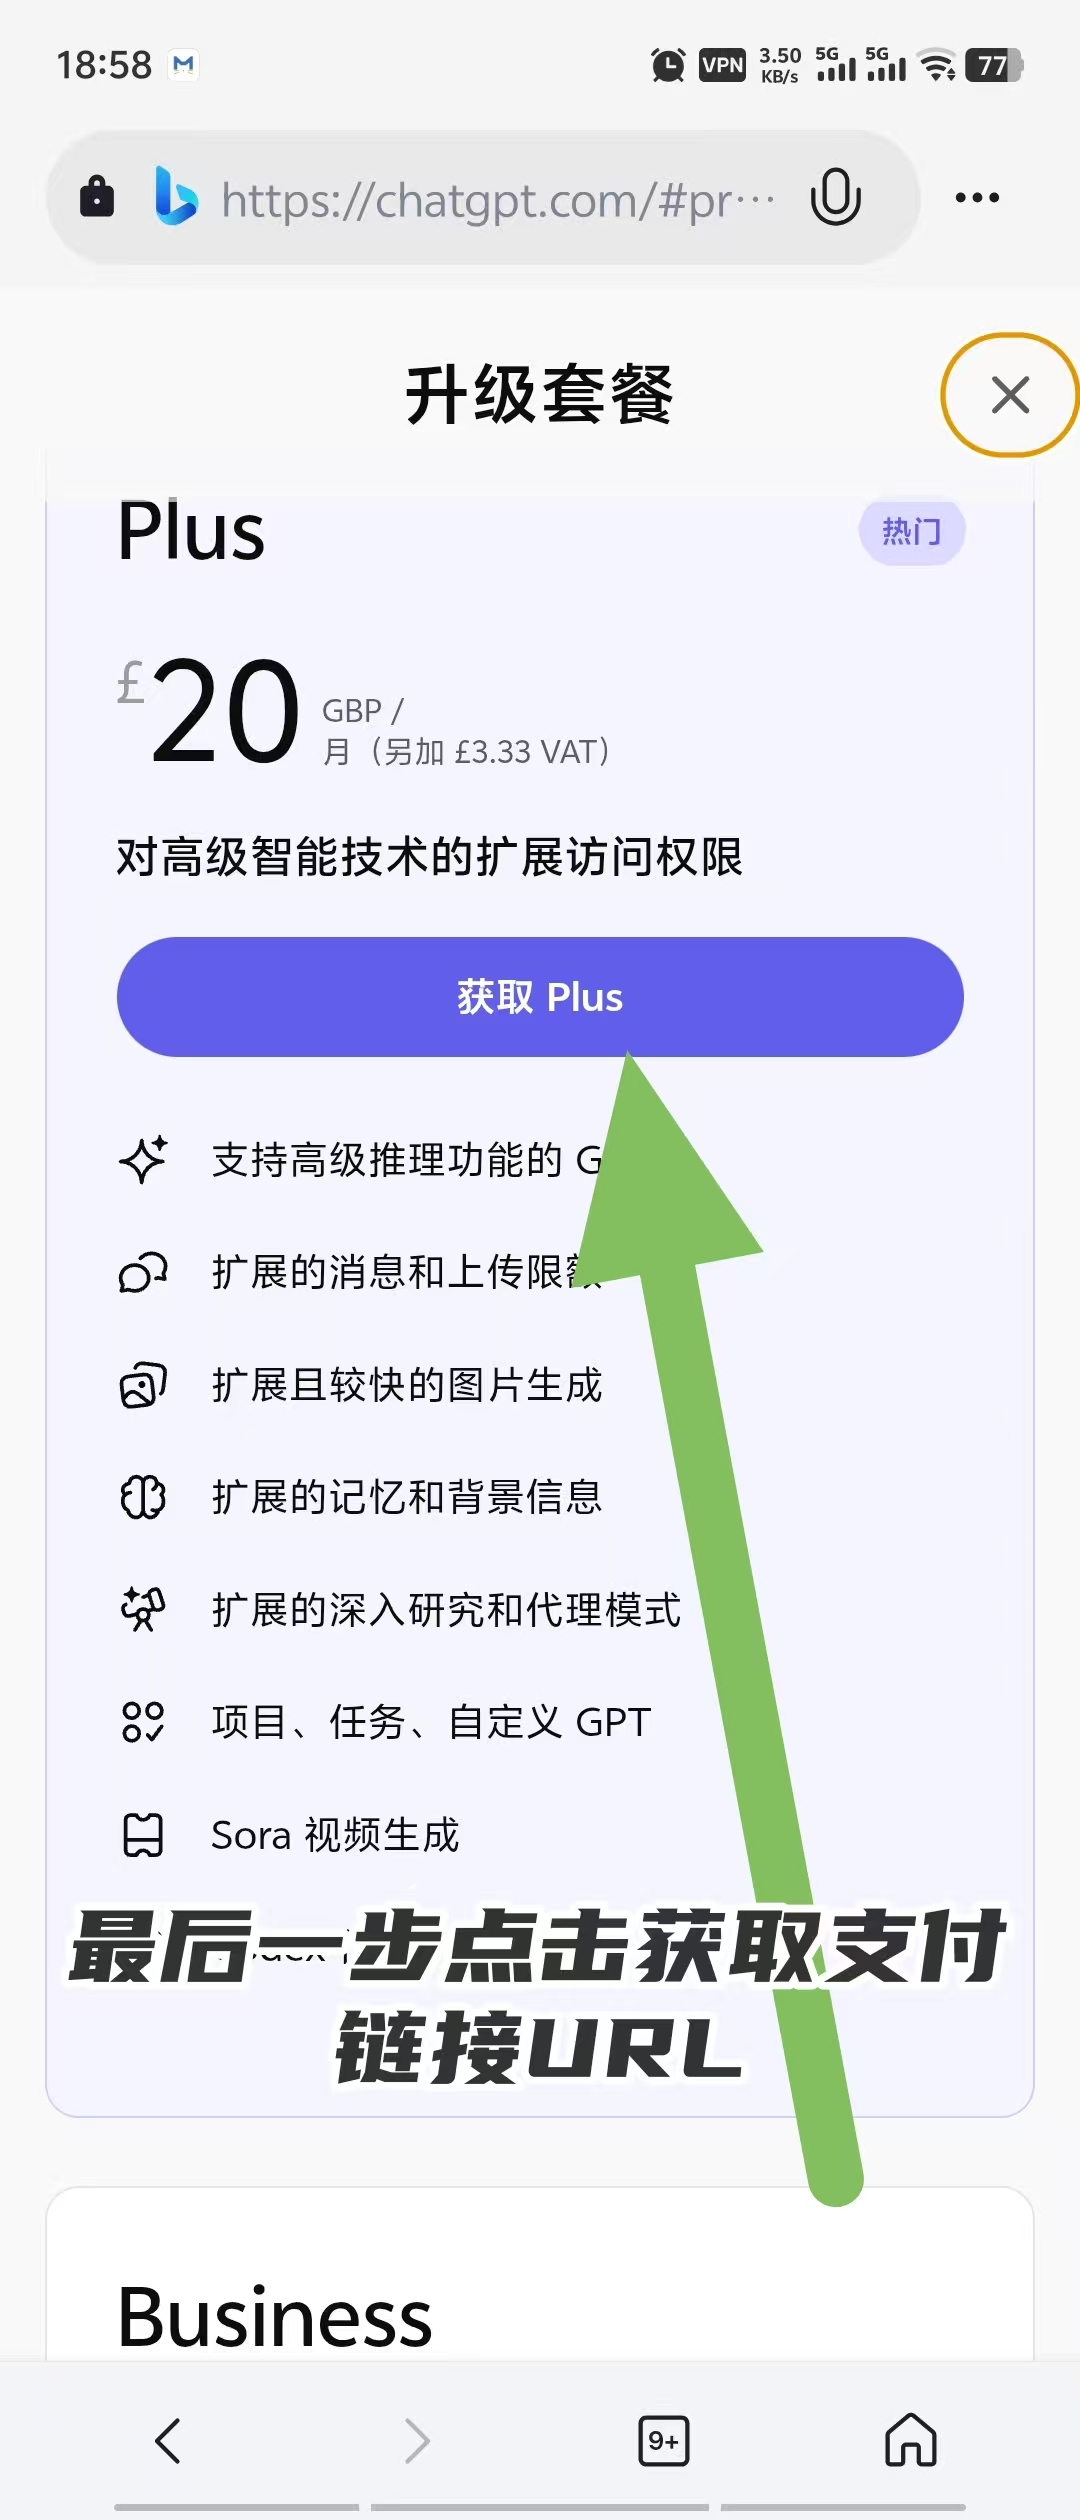 18:58
VPN
3.50
KB/s
5G
5G
77
https://chatgpt.com/#pr…
升级套餐
Plus
热门
£20
GBP /
月（另加 £3.33 VAT）
对高级智能技术的扩展访问权限
获取 Plus
支持高级推理功能的 G
扩展的消息和上传限额
扩展且较快的图片生成
扩展的记忆和背景信息
扩展的深入研究和代理模式
项目、任务、自定义 GPT
Sora 视频生成
最后一步点击获取支付
链接URL
Business
9+